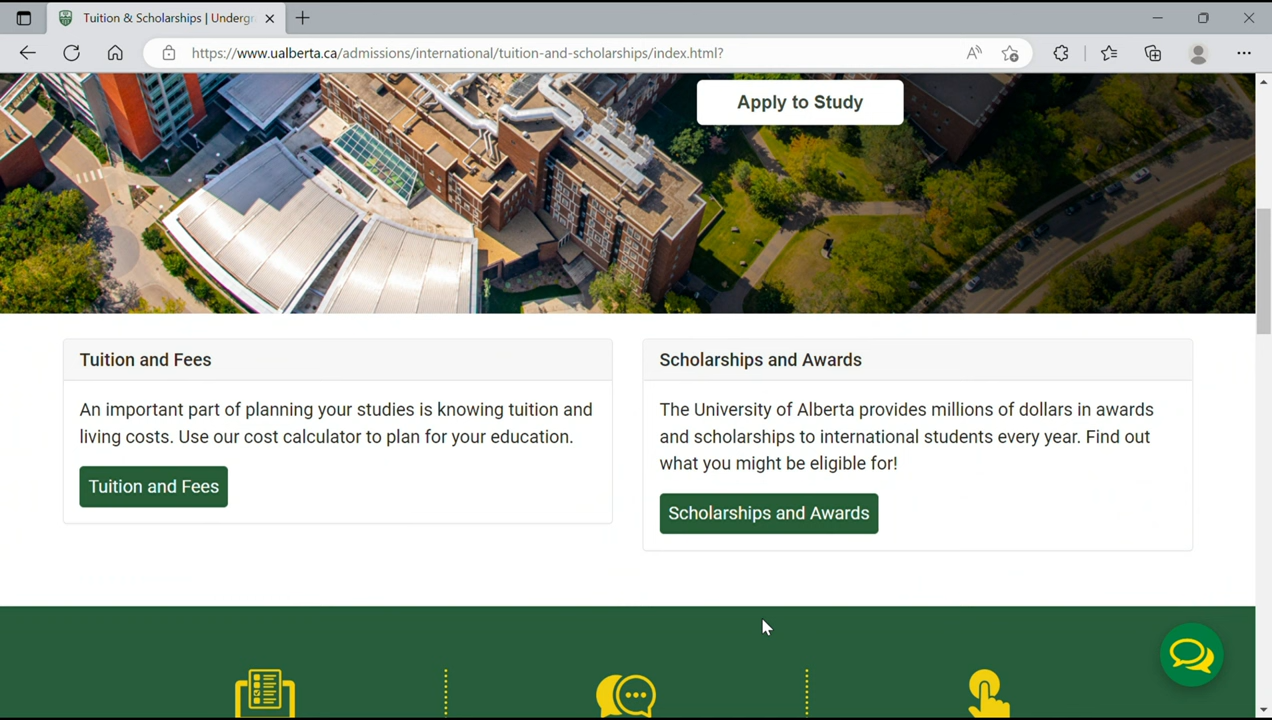 Tuition & Scholarships | Undergr
https://www.ualberta.ca/admissions/international/tuition-and-scholarships/index.html?
Apply to Study
Tuition and Fees
An important part of planning your studies is knowing tuition and
living costs. Use our cost calculator to plan for your education.
Tuition and Fees
Scholarships and Awards
The University of Alberta provides millions of dollars in awards
and scholarships to international students every year. Find out
what you might be eligible for!
Scholarships and Awards